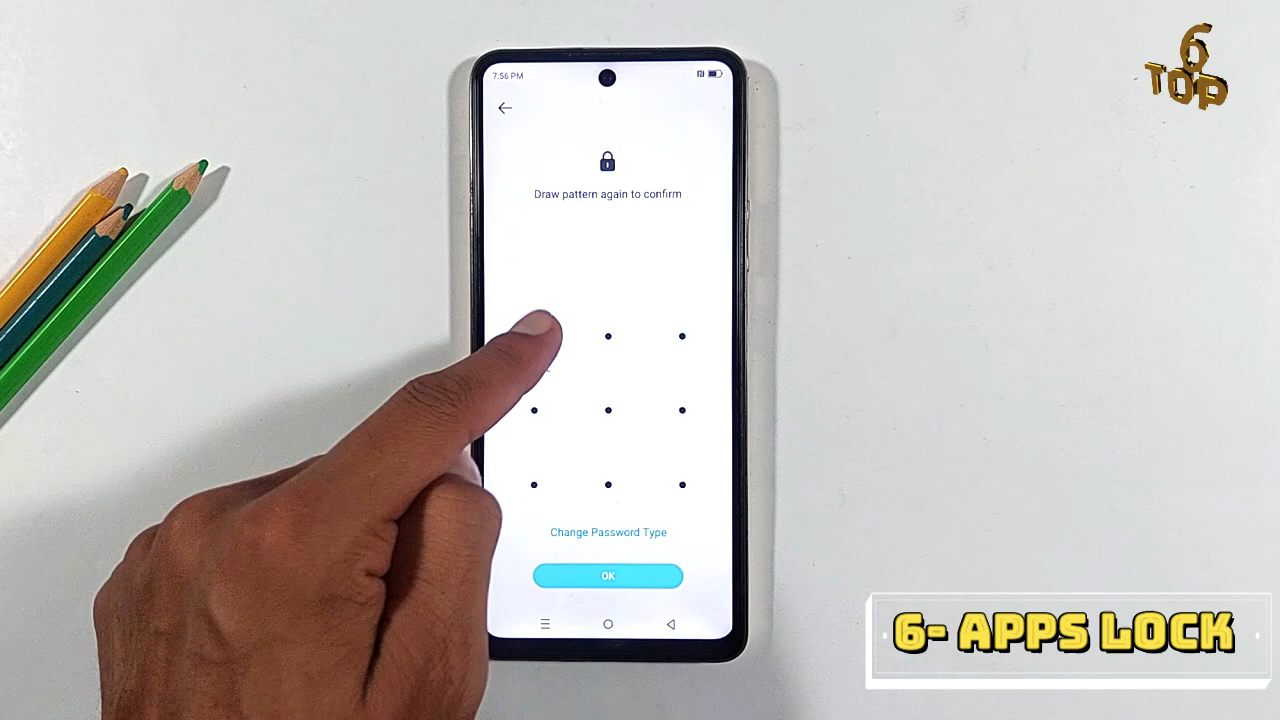 6
TOP
7:56 PM
Draw pattern again to confirm
Change Password Type
OK
6- APPS LOCK